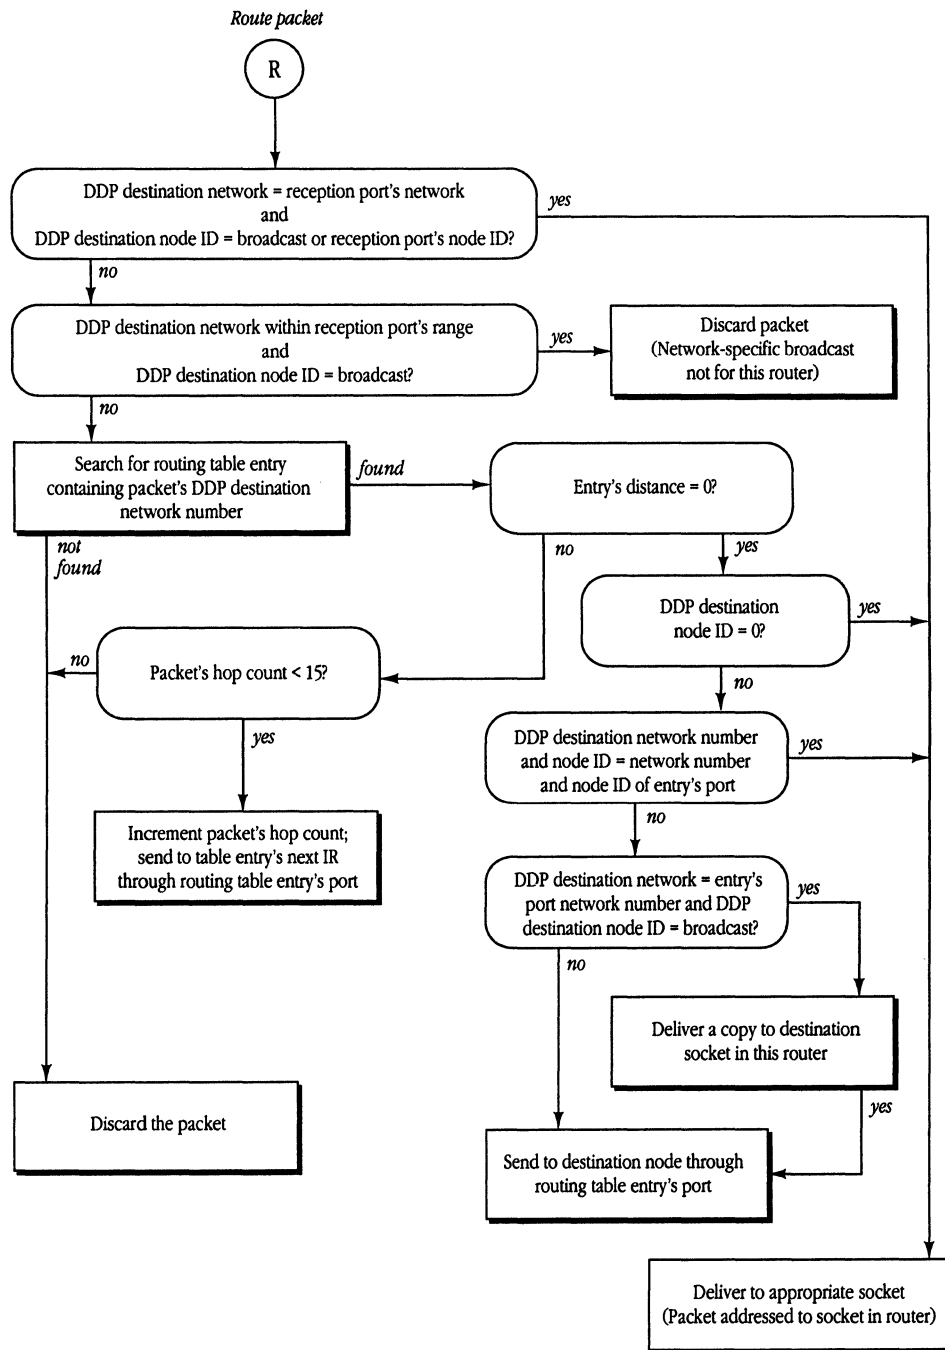 Route packet
R
DDP destination network = reception port's network
and
DDP destination node ID = broadcast or reception port's node ID?
yes
no
DDP destination network within reception port's range
and
DDP destination node ID = broadcast?
yes
Discard packet
(Network-specific broadcast
not for this router)
no
Search for routing table entry
containing packet's DDP destination
network number
found
Entry's distance = 0?
not
found
no
yes
DDP destination
node ID = 0?
yes
no
Packet's hop count < 15?
no
yes
DDP destination network number
and node ID = network number
and node ID of entry's port
yes
Increment packet's hop count;
send to table entry's next IR
through routing table entry's port
no
DDP destination network = entry's
port network number and DDP
destination node ID = broadcast?
yes
no
Deliver a copy to destination
socket in this router
yes
Discard the packet
Send to destination node through
routing table entry's port
Deliver to appropriate socket
(Packet addressed to socket in router)